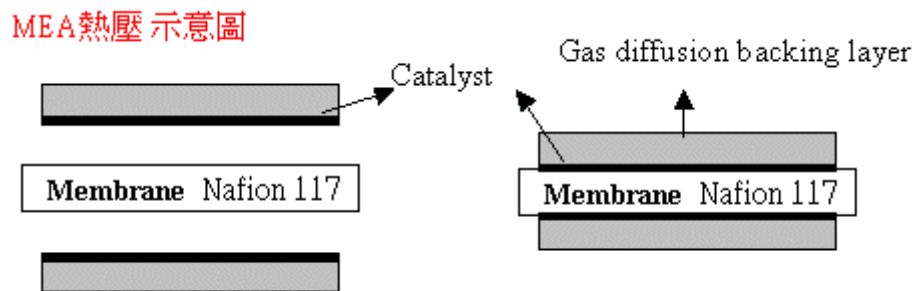 MEA熱壓 示意圖
Gas diffusion backing layer
Catalyst
Membrane Nafion 117
Membrane Nafion 117